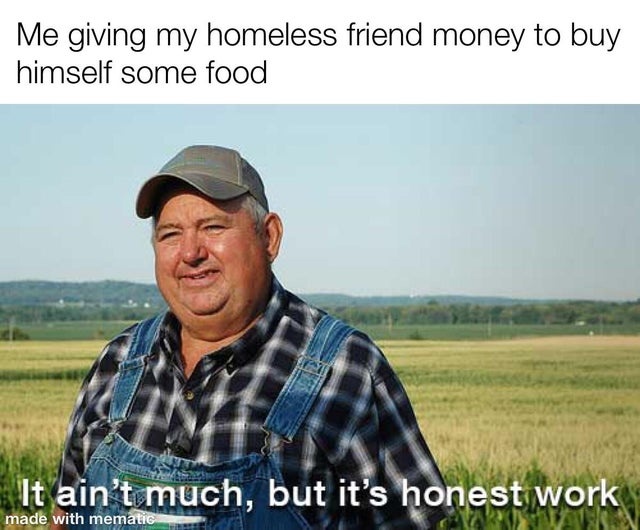 Me giving my homeless friend money to buy
himself some food
It ain't much, but it's honest work
made with mematic